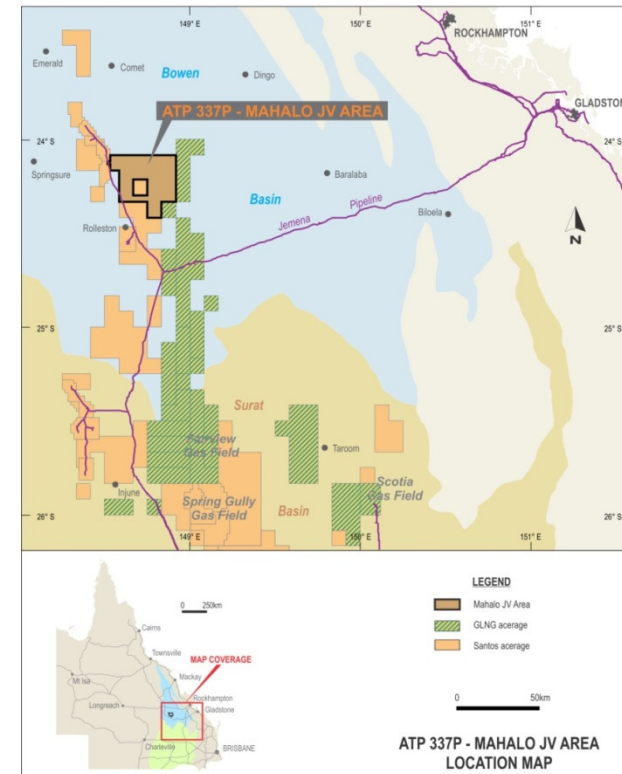 149° E
150° E
151° E
ROCKHAMPTON
Emerald
Comet
Bowen
Dingo
GLADSTON
ATP 337P - MAHALO JV AREA
24° S
24° S
Springsure
Baralaba
Basin
Pipeline
Jemena
Biloela
Rolleston
N
25° S
25° S
Surat
Fairview
Gas Field
Taroom
Scotia
Gas Field
Injune
Spring Gully
Gas Field
Basin
26° S
26° S
149° E
150° E
151° E
0 250km
Cairns
Townsville
MAP COVERAGE
Mackay
Mt Isa
Rockhampton
Longreach
Gladstone
Charleville
BRISBANE
LEGEND
Mahalo JV Area
GLNG acerage
Santos acerage
0 50km
ATP 337P - MAHALO JV AREA
LOCATION MAP